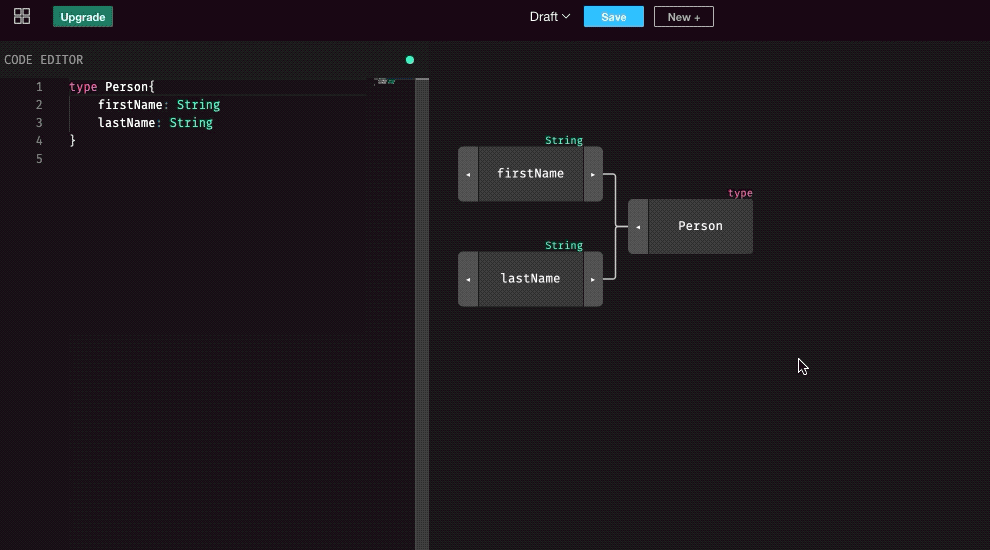 Upgrade Draft Save New +
CODE EDITOR
1 type Person{
2 firstName: String
3 lastName: String
4 }
5
String
firstName
type
Person
String
lastName